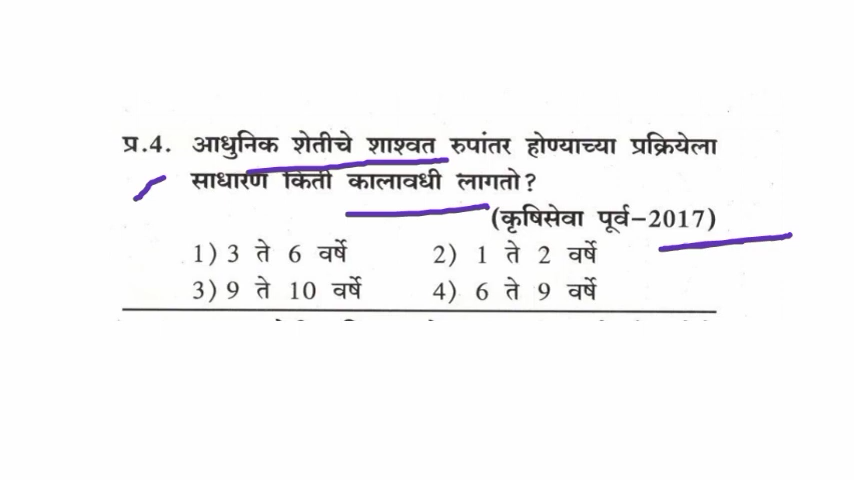 प्र.4. आधुनिक शेतीचे शाश्वत रुपांतर होण्याच्या प्रक्रियेला
साधारण किती कालावधी लागतो?
(कृषिसेवा पूर्व–2017)
1) 3 ते 6 वर्षे 2) 1 ते 2 वर्षे
3) 9 ते 10 वर्षे 4) 6 ते 9 वर्षे